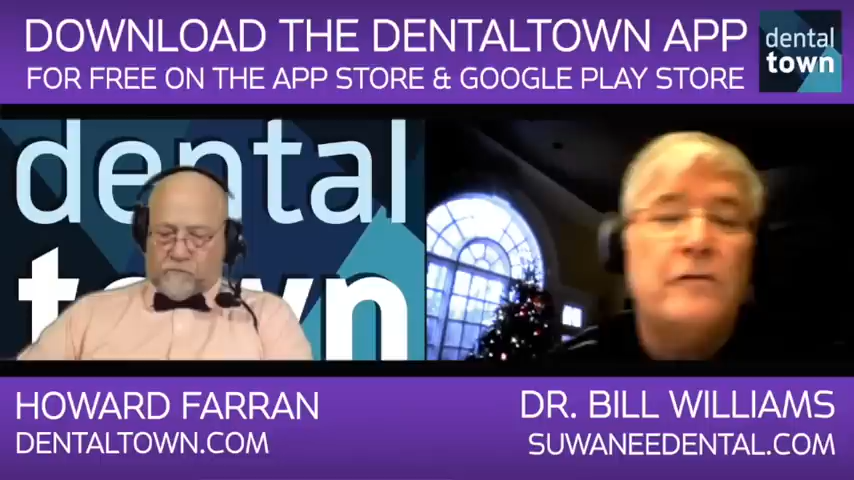 DOWNLOAD THE DENTALTOWN APP
FOR FREE ON THE APP STORE & GOOGLE PLAY STORE
dental
town
dental
town
HOWARD FARRAN
DENTALTOWN.COM
DR. BILL WILLIAMS
SUWANEEDENTAL.COM